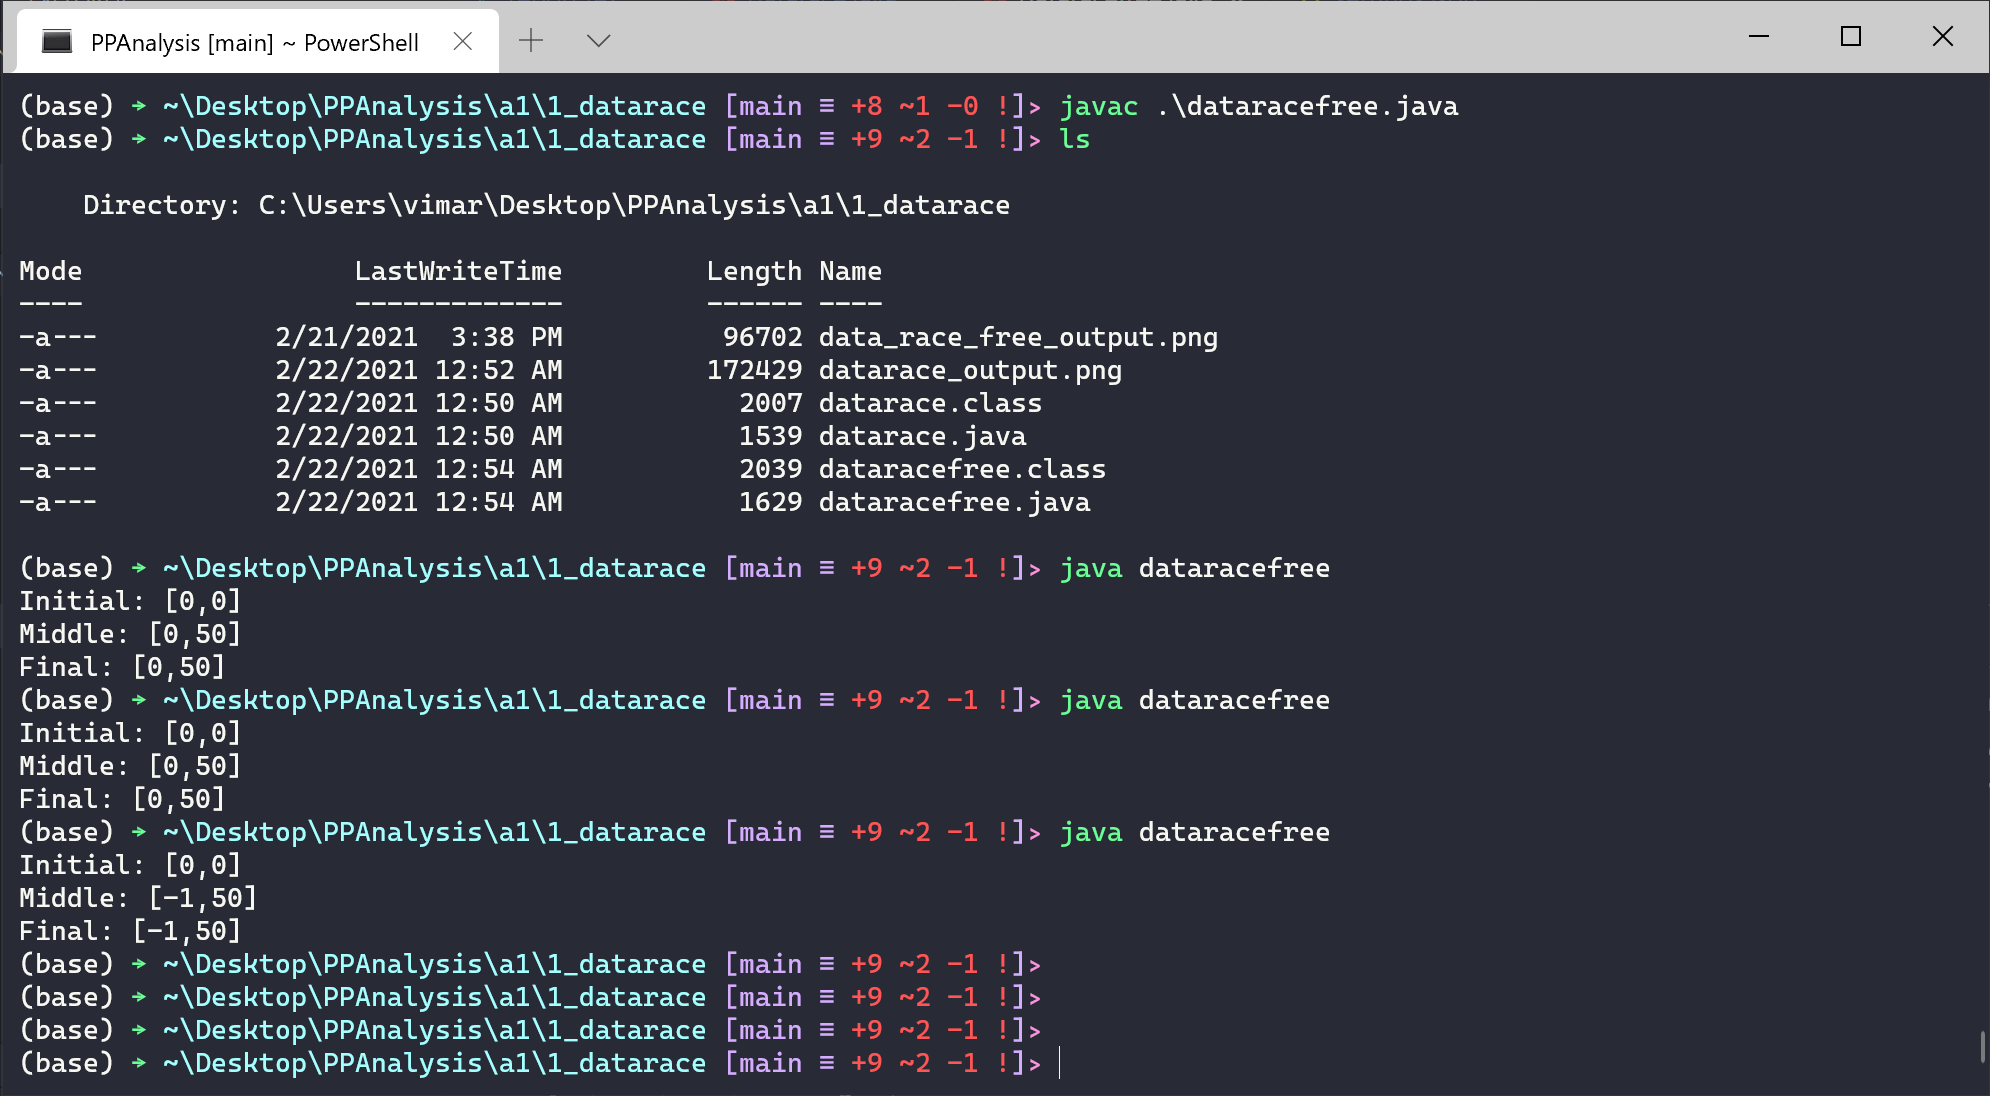 PPAnalysis [main] ~ PowerShell
(base) → ~\Desktop\PPAnalysis\a1\1_datarace [main ≡ +8 ~1 -0 !]> javac .\dataracefree.java
(base) → ~\Desktop\PPAnalysis\a1\1_datarace [main ≡ +9 ~2 -1 !]> ls
Directory: C:\Users\vimar\Desktop\PPAnalysis\a1\1_datarace
Mode                 LastWriteTime         Length Name
----                 -------------         ------ ----
-a---           2/21/2021  3:38 PM          96702 data_race_free_output.png
-a---           2/22/2021 12:52 AM         172429 datarace_output.png
-a---           2/22/2021 12:50 AM           2007 datarace.class
-a---           2/22/2021 12:50 AM           1539 datarace.java
-a---           2/22/2021 12:54 AM           2039 dataracefree.class
-a---           2/22/2021 12:54 AM           1629 dataracefree.java
(base) → ~\Desktop\PPAnalysis\a1\1_datarace [main ≡ +9 ~2 -1 !]> java dataracefree
Initial: [0,0]
Middle: [0,50]
Final: [0,50]
(base) → ~\Desktop\PPAnalysis\a1\1_datarace [main ≡ +9 ~2 -1 !]> java dataracefree
Initial: [0,0]
Middle: [0,50]
Final: [0,50]
(base) → ~\Desktop\PPAnalysis\a1\1_datarace [main ≡ +9 ~2 -1 !]> java dataracefree
Initial: [0,0]
Middle: [-1,50]
Final: [-1,50]
(base) → ~\Desktop\PPAnalysis\a1\1_datarace [main ≡ +9 ~2 -1 !]>
(base) → ~\Desktop\PPAnalysis\a1\1_datarace [main ≡ +9 ~2 -1 !]>
(base) → ~\Desktop\PPAnalysis\a1\1_datarace [main ≡ +9 ~2 -1 !]>
(base) → ~\Desktop\PPAnalysis\a1\1_datarace [main ≡ +9 ~2 -1 !]>